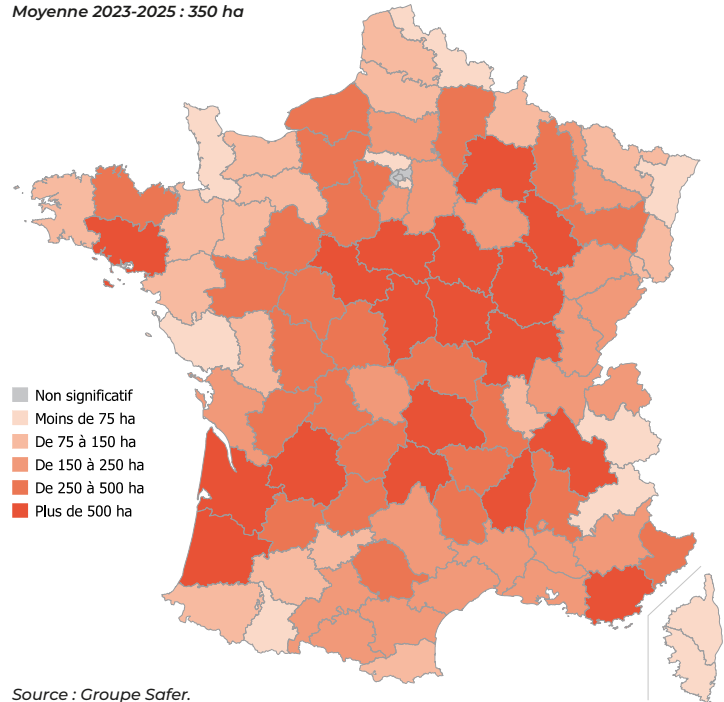 Moyenne 2023-2025 : 350 ha
Non significatif
Moins de 75 ha
De 75 à 150 ha
De 150 à 250 ha
De 250 à 500 ha
Plus de 500 ha
Source : Groupe Safer.